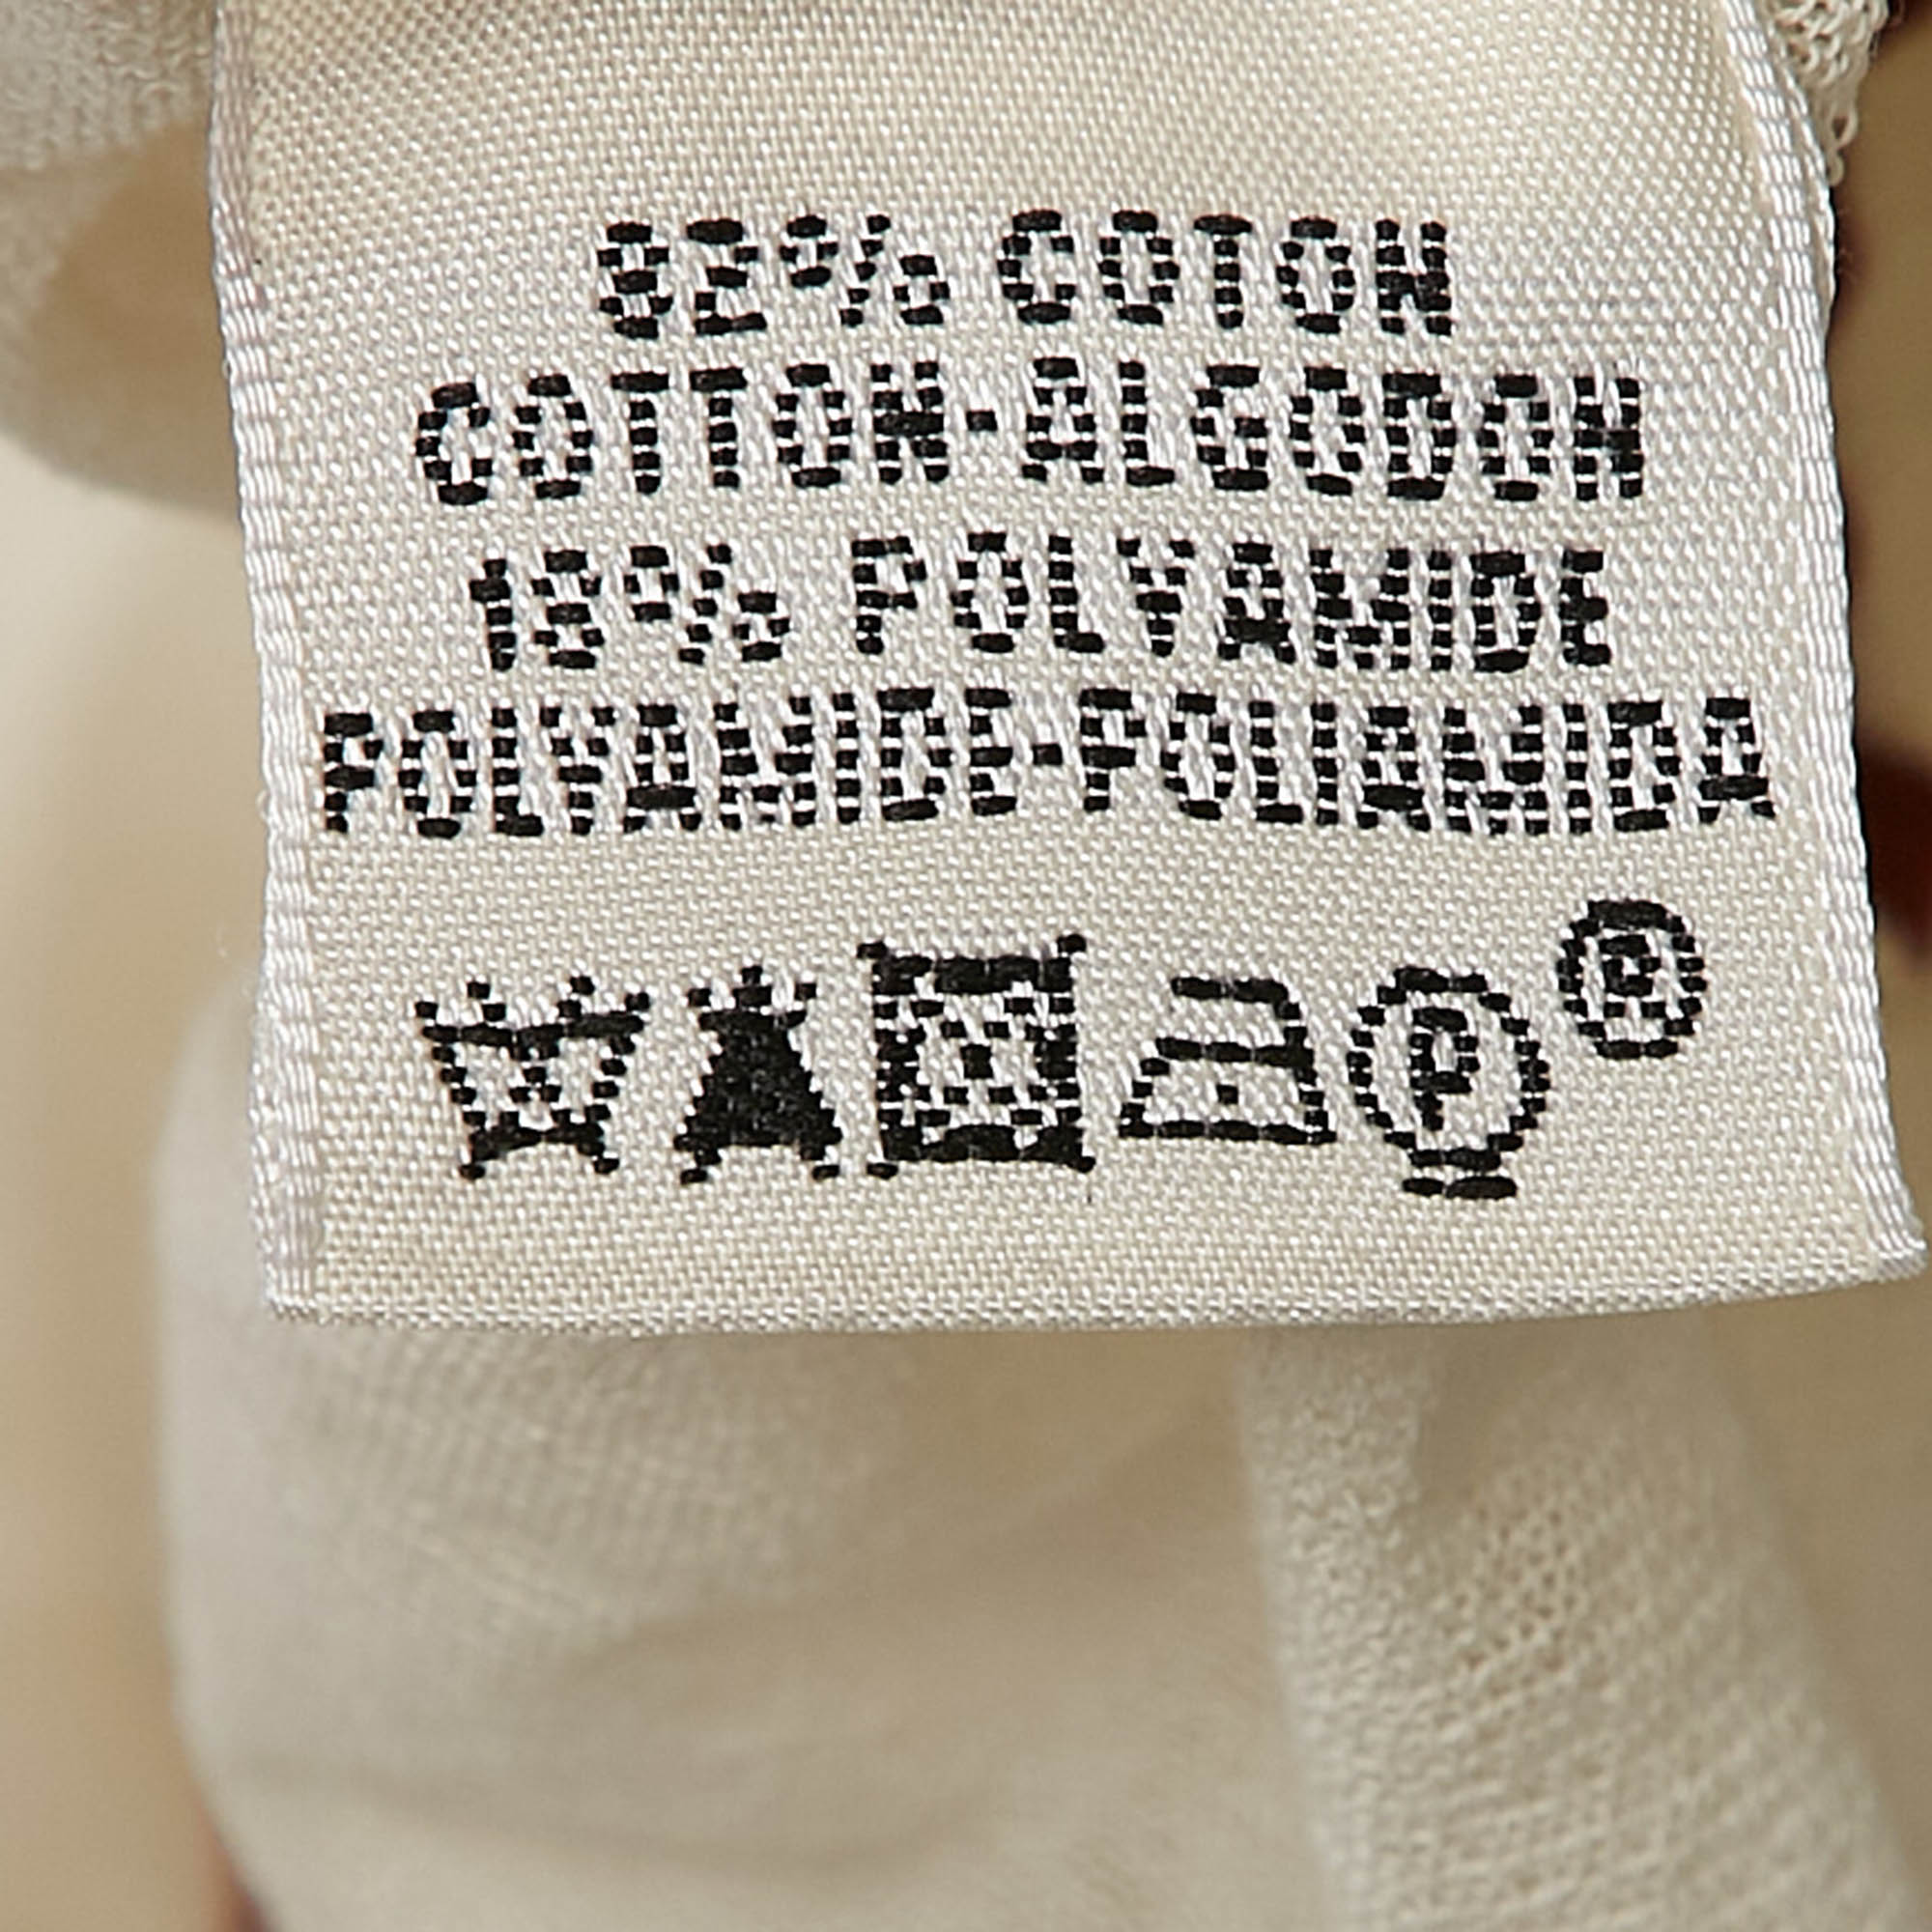 82% COTON
COTTON-ALGODON
18% POLYAMIDE
POLYAMIDE-POLIAMIDA
P ®